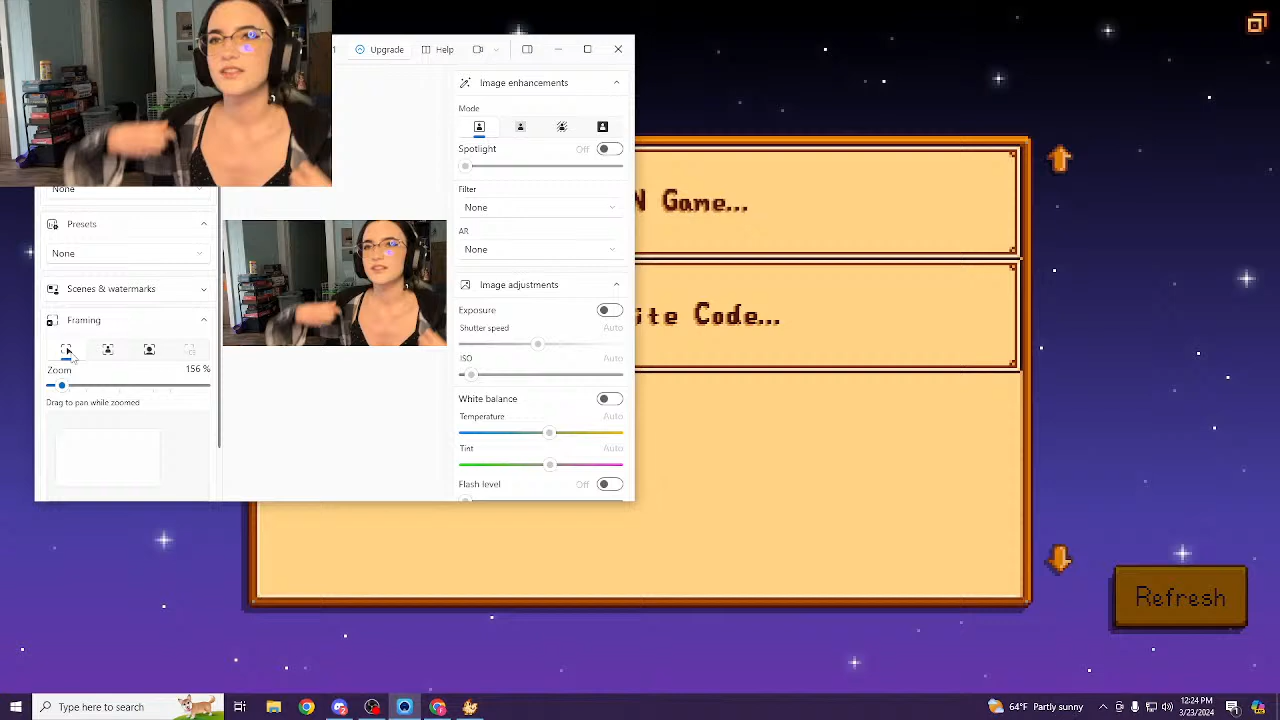 Upgrade
Help
Image enhancements
Mode
Spotlight
Off
Filter
None
AR
None
Image adjustments
Exposure
Shutter speed
Auto
ISO
Auto
White balance
Temperature
Auto
Tint
Auto
Flash level
Off
None
Presets
None
Scenes & watermarks
Framing
Zoom
156 %
Drag to pan while zoomed
Game...
Code...
Refresh
Type here to search
64°F Partly sunny
12:24 PM
3/23/2024